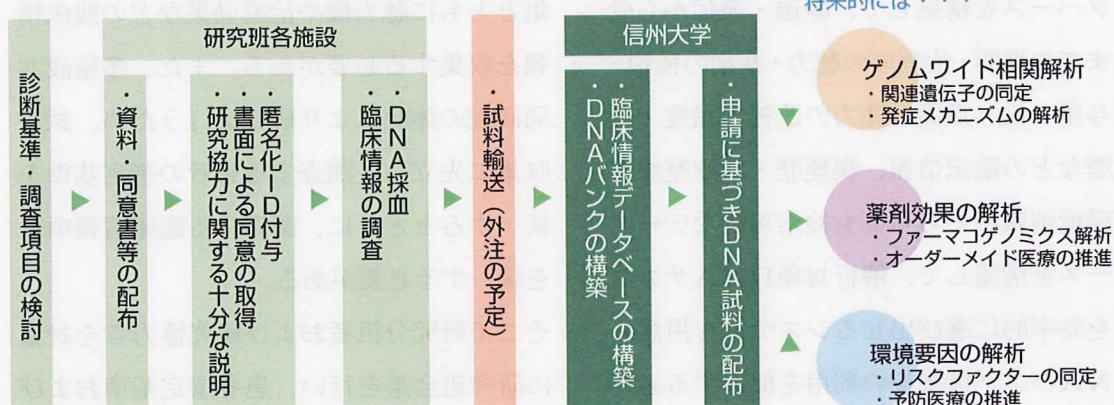 将来的には・・・
研究班各施設
信州大学
診断基準・調査項目の検討
・資料、同意書等の配布
・匿名化ID付与
・書面による同意の取得
・研究協力に関する十分な説明
・DNA採血
・臨床情報の調査
・試料輸送（外注の予定）
・臨床情報データベースの構築
・DNAバンクの構築
・申請に基づきDNA試料の配布
ゲノムワイド相関解析
・関連遺伝子の同定
・発症メカニズムの解析
薬剤効果の解析
・ファーマコゲノミクス解析
・オーダーメイド医療の推進
環境要因の解析
・リスクファクターの同定
・予防医療の推進